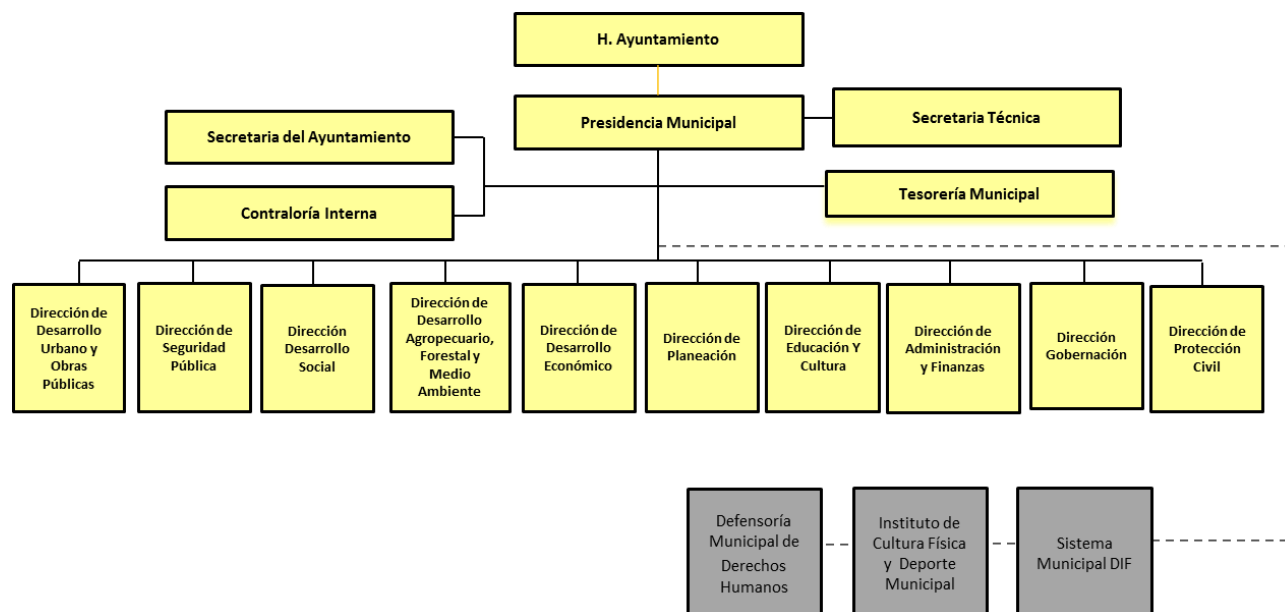 H. Ayuntamiento
Presidencia Municipal
Secretaria Técnica
Secretaria del Ayuntamiento
Contraloría Interna
Tesorería Municipal
Dirección de
Desarrollo
Urbano y
Obras
Públicas
Dirección de
Seguridad
Pública
Dirección
Desarrollo
Social
Dirección de
Desarrollo
Agropecuario,
Forestal y
Medio
Ambiente
Dirección de
Desarrollo
Económico
Dirección de
Planeación
Dirección de
Educación Y
Cultura
Dirección de
Administración
y Finanzas
Dirección
Gobernación
Dirección de
Protección
Civil
Defensoría
Municipal de
Derechos
Humanos
Instituto de
Cultura Física
y Deporte
Municipal
Sistema
Municipal DIF